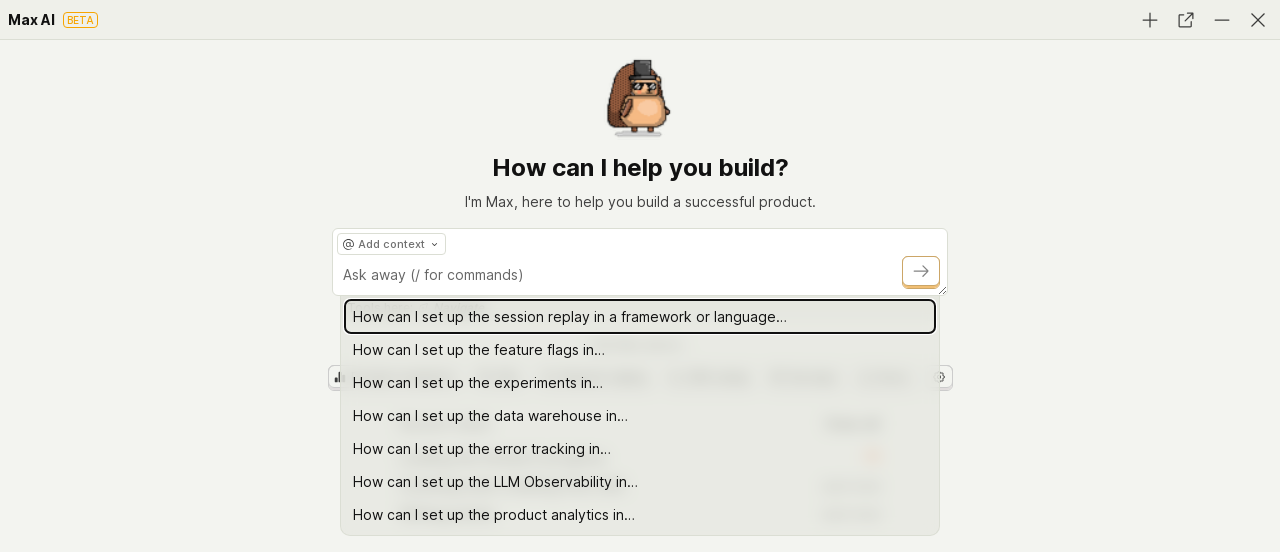 Max AI BETA
How can I help you build?
I'm Max, here to help you build a successful product.
@ Add context
Ask away (/ for commands)
How can I set up the session replay in a framework or language…
How can I set up the feature flags in…
How can I set up the experiments in…
How can I set up the data warehouse in…
How can I set up the error tracking in…
How can I set up the LLM Observability in…
How can I set up the product analytics in…